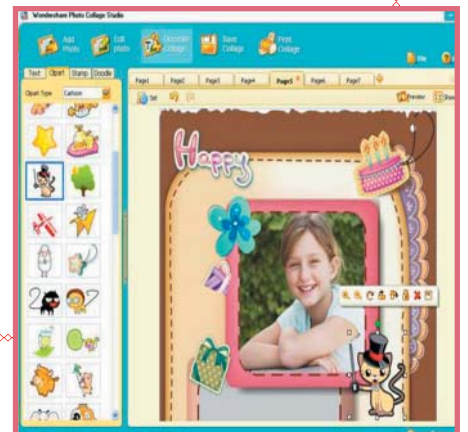 Wondershare Photo Collage Studio
Add Photo
Edit photo
Decorate Collage
Save Collage
Print Collage
File
Text Clipart Stamp Doodle
Page1 Page2 Page3 Page4 Page5 Page6 Page7
Clipart Type Cartoon
Set
Preview
Happy